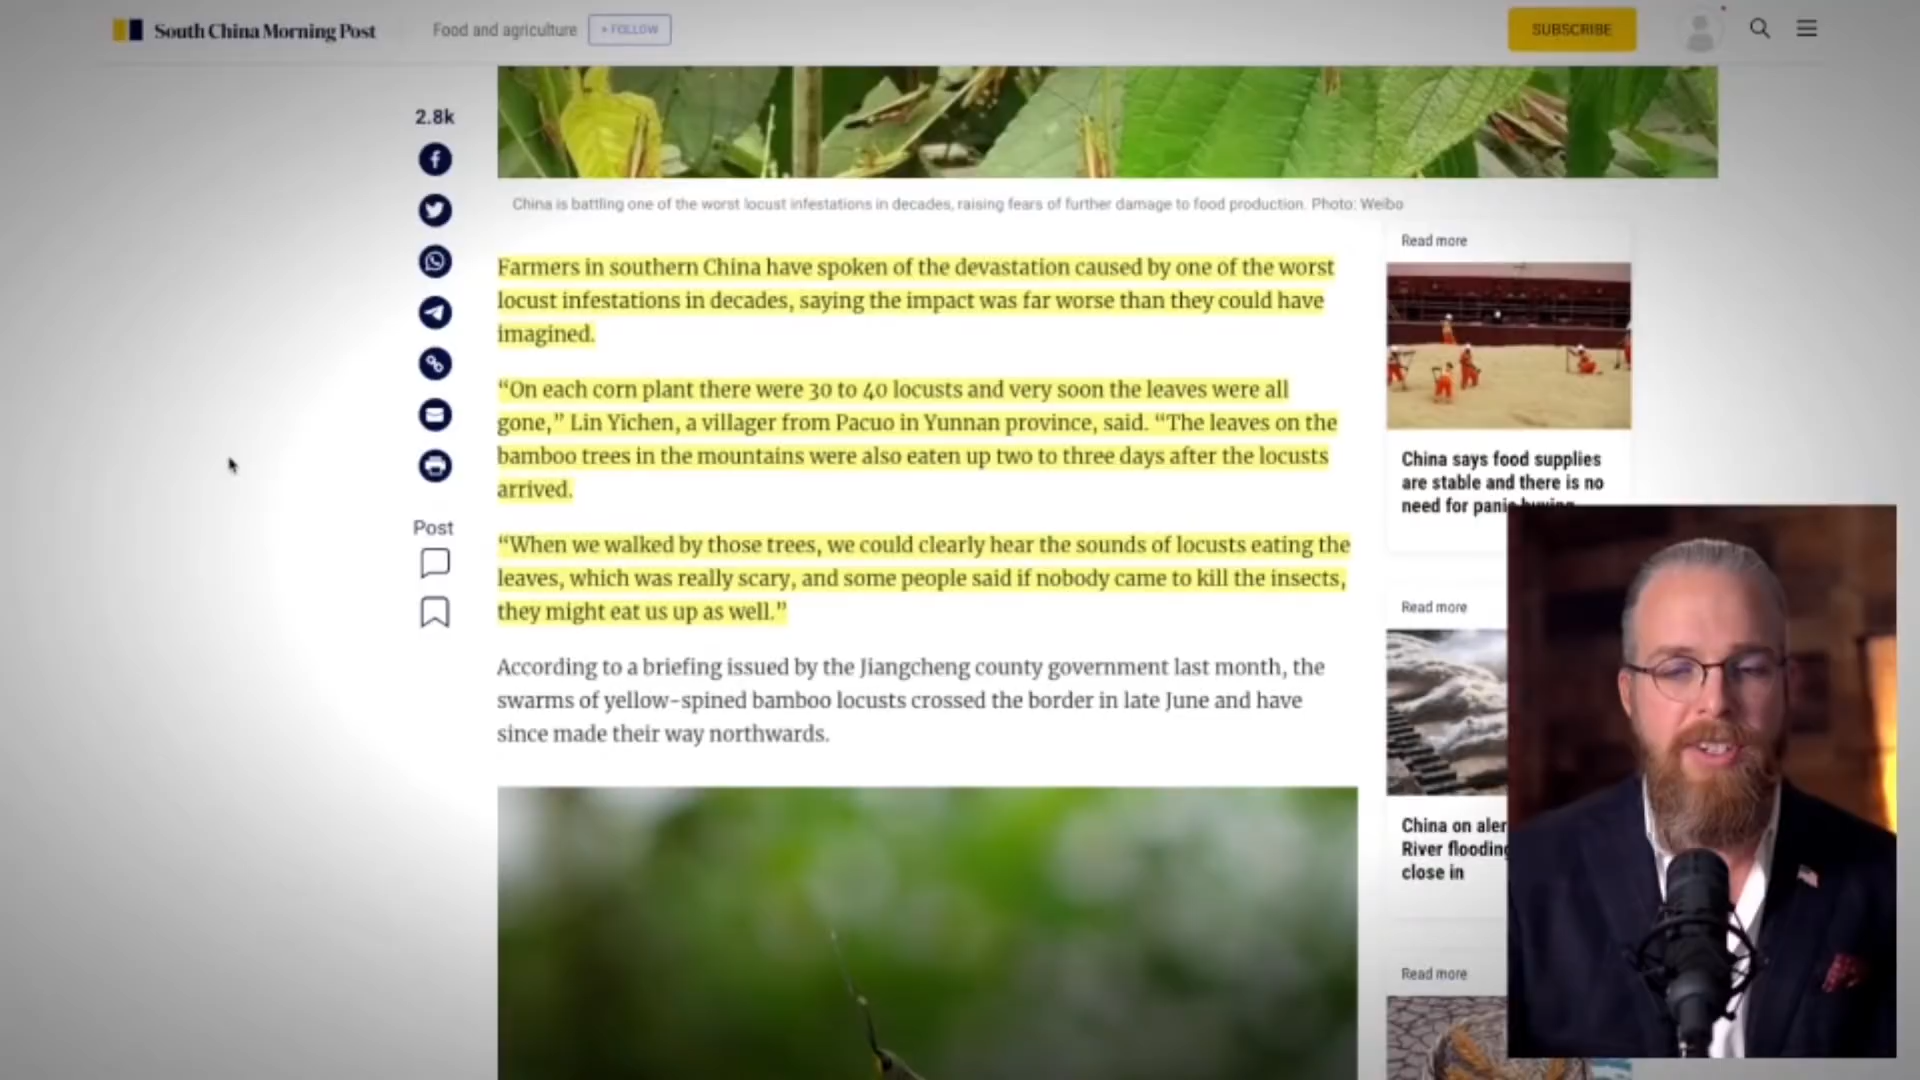 South China Morning Post
Food and agriculture
+ FOLLOW
SUBSCRIBE
2.8k
China is battling one of the worst locust infestations in decades, raising fears of further damage to food production. Photo: Weibo
Farmers in southern China have spoken of the devastation caused by one of the worst
locust infestations in decades, saying the impact was far worse than they could have
imagined.
“On each corn plant there were 30 to 40 locusts and very soon the leaves were all
gone,” Lin Yichen, a villager from Pacuo in Yunnan province, said. “The leaves on the
bamboo trees in the mountains were also eaten up two to three days after the locusts
arrived.
“When we walked by those trees, we could clearly hear the sounds of locusts eating the
leaves, which was really scary, and some people said if nobody came to kill the insects,
they might eat us up as well.”
According to a briefing issued by the Jiangcheng county government last month, the
swarms of yellow-spined bamboo locusts crossed the border in late June and have
since made their way northwards.
Post
Read more
China says food supplies
are stable and there is no
need for panic buying
Read more
China on aler
River flooding
close in
Read more